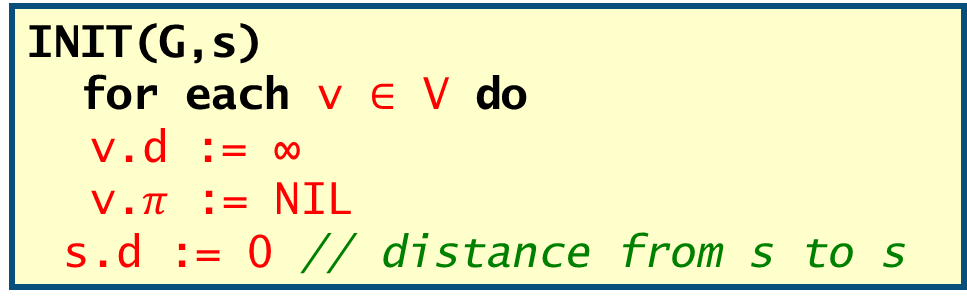 INIT(G,s)
for each v ∈ V do
v.d := ∞
v.π := NIL
s.d := 0 // distance from s to s